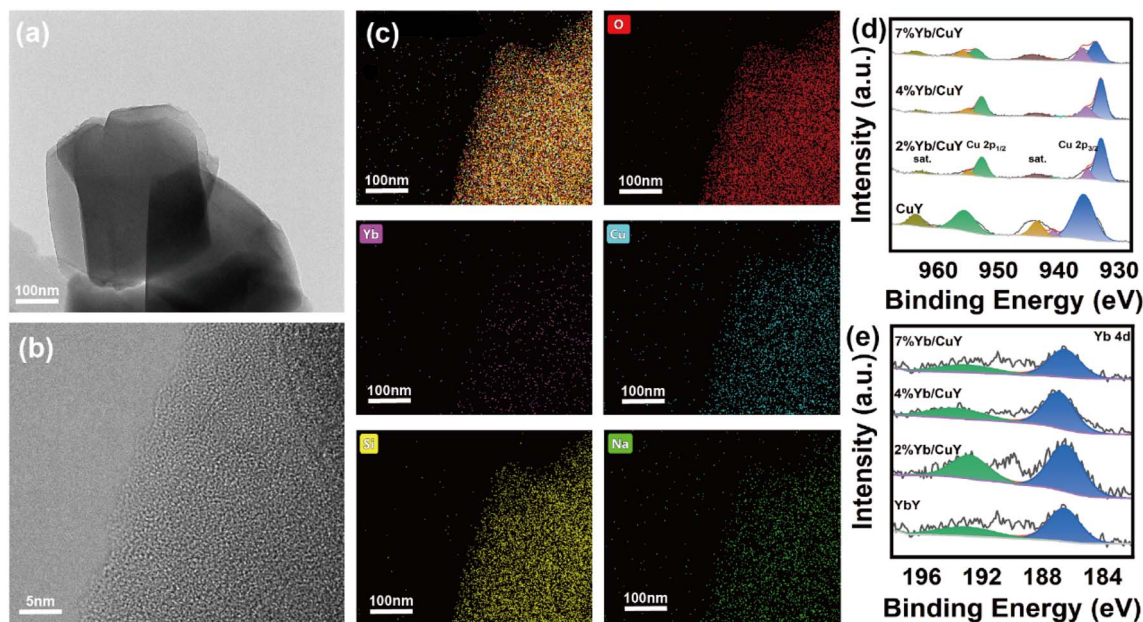 (a)
100nm
(b)
5nm
(c)
100nm
O
100nm
Yb
100nm
Cu
100nm
Si
100nm
Na
100nm
(d)
7%Yb/CuY
4%Yb/CuY
2%Yb/CuY
sat.
Cu 2p1/2
sat.
Cu 2p3/2
CuY
Intensity (a.u.)
960 950 940 930
Binding Energy (eV)
(e)
Yb 4d
7%Yb/CuY
4%Yb/CuY
2%Yb/CuY
YbY
Intensity (a.u.)
196 192 188 184
Binding Energy (eV)